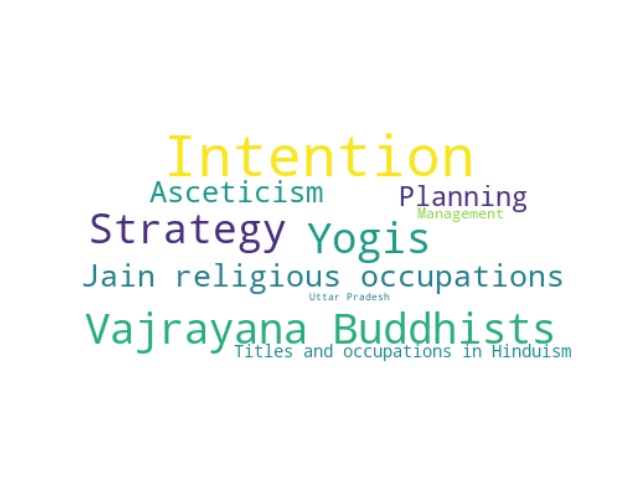 Intention
Asceticism
Planning
Management
Strategy
Yogis
Jain religious occupations
Uttar Pradesh
Vajrayana Buddhists
Titles and occupations in Hinduism